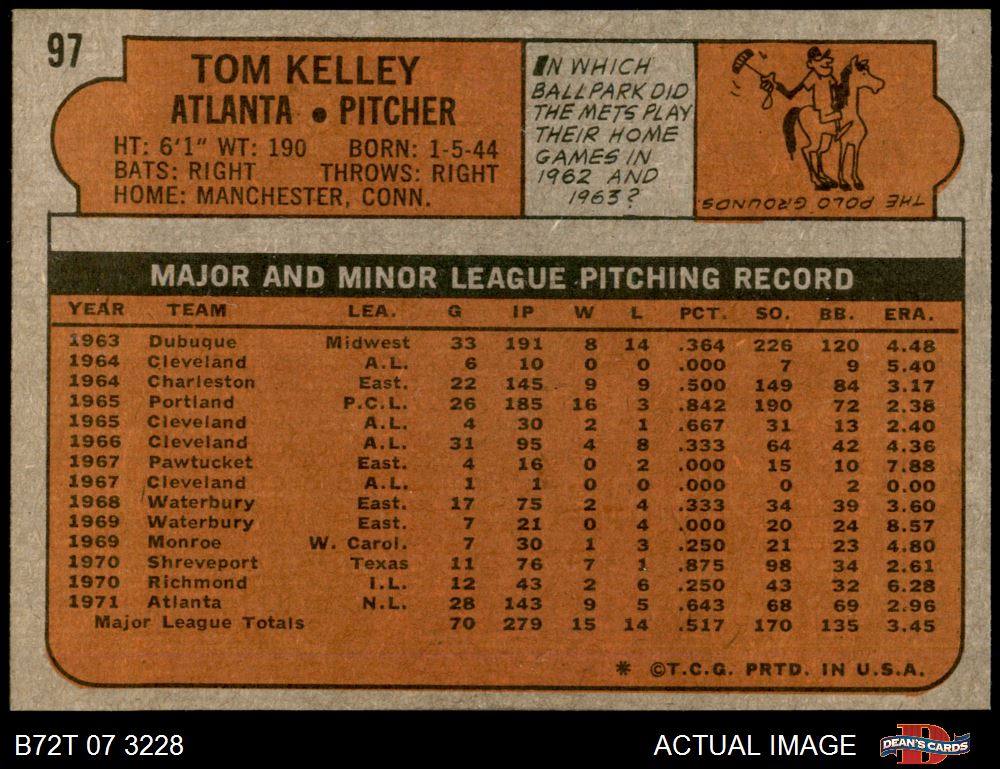 97
TOM KELLEY
ATLANTA • PITCHER
HT: 6'1" WT: 190 BORN: 1-5-44
BATS: RIGHT THROWS: RIGHT
HOME: MANCHESTER, CONN.
IN WHICH
BALLPARK DID
THE METS PLAY
THEIR HOME
GAMES IN
1962 AND
1963?
THE POLO GROUNDS
MAJOR AND MINOR LEAGUE PITCHING RECORD
YEAR TEAM LEA. G IP W L PCT. SO. BB. ERA.
1963 Dubuque Midwest 33 191 8 14 .364 226 120 4.48
1964 Cleveland A.L. 6 10 0 0 .000 7 9 5.40
1964 Charleston East. 22 145 9 9 .500 149 84 3.17
1965 Portland P.C.L. 26 185 16 3 .842 190 72 2.38
1965 Cleveland A.L. 4 30 2 1 .667 31 13 2.40
1966 Cleveland A.L. 31 95 4 8 .333 64 42 4.36
1967 Pawtucket East. 4 16 0 2 .000 15 10 7.88
1967 Cleveland A.L. 1 1 0 0 .000 0 2 0.00
1968 Waterbury East. 17 75 2 4 .333 34 39 3.60
1969 Waterbury East. 7 21 0 4 .000 20 24 8.57
1969 Monroe W. Carol. 7 30 1 3 .250 21 23 4.80
1970 Shreveport Texas 11 76 7 1 .875 98 34 2.61
1970 Richmond I.L. 12 43 2 6 .250 43 32 6.28
1971 Atlanta N.L. 28 143 9 5 .643 68 69 2.96
Major League Totals 70 279 15 14 .517 170 135 3.45
* ©T.C.G. PRTD. IN U.S.A.
B72T 07 3228 ACTUAL IMAGE
D
DEAN'S CARDS